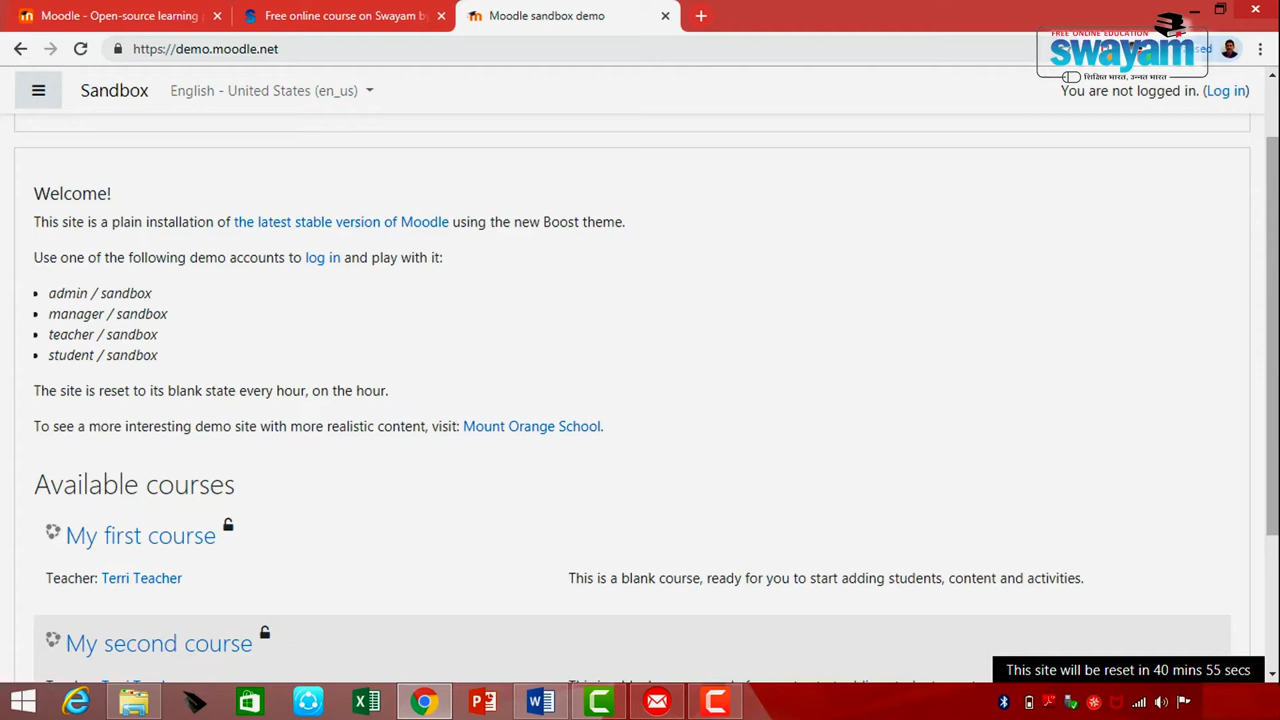 Moodle - Open-source learning
Free online course on Swayam by
Moodle sandbox demo
https://demo.moodle.net
FREE ONLINE EDUCATION
swayam
शिक्षित भारत, उन्नत भारत
Sandbox
English - United States (en_us)
You are not logged in. (Log in)
Welcome!
This site is a plain installation of the latest stable version of Moodle using the new Boost theme.
Use one of the following demo accounts to log in and play with it:
admin / sandbox
manager / sandbox
teacher / sandbox
student / sandbox
The site is reset to its blank state every hour, on the hour.
To see a more interesting demo site with more realistic content, visit: Mount Orange School.
Available courses
My first course
Teacher: Terri Teacher
This is a blank course, ready for you to start adding students, content and activities.
My second course
This site will be reset in 40 mins 55 secs